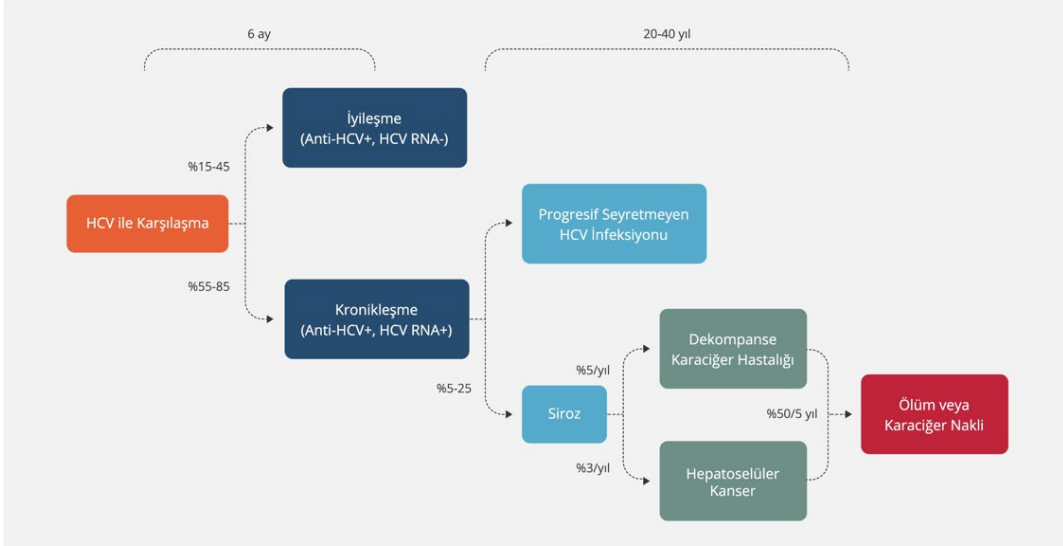 6 ay
20-40 yıl
İyileşme
(Anti-HCV+, HCV RNA-)
%15-45
HCV ile Karşılaşma
Progresif Seyretmeyen
HCV İnfeksiyonu
%55-85
Kronikleşme
(Anti-HCV+, HCV RNA+)
Dekompanse
Karaciğer Hastalığı
%5/yıl
%5-25
Siroz
%50/5 yıl
Ölüm veya
Karaciğer Nakli
%3/yıl
Hepatoselüler
Kanser